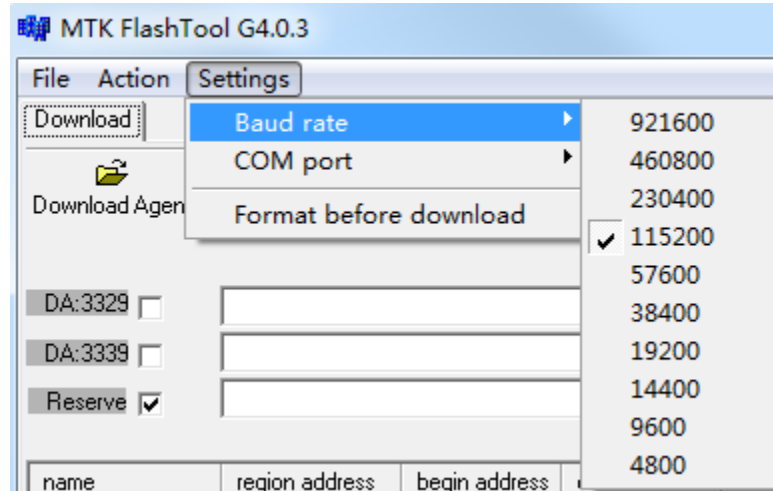 MTK FlashTool G4.0.3
File Action Settings
Download
Baud rate
COM port
Format before download
921600
460800
230400
115200
57600
38400
19200
14400
9600
4800
Download Agen
DA:3329
DA:3339
Reserve
name region address begin address